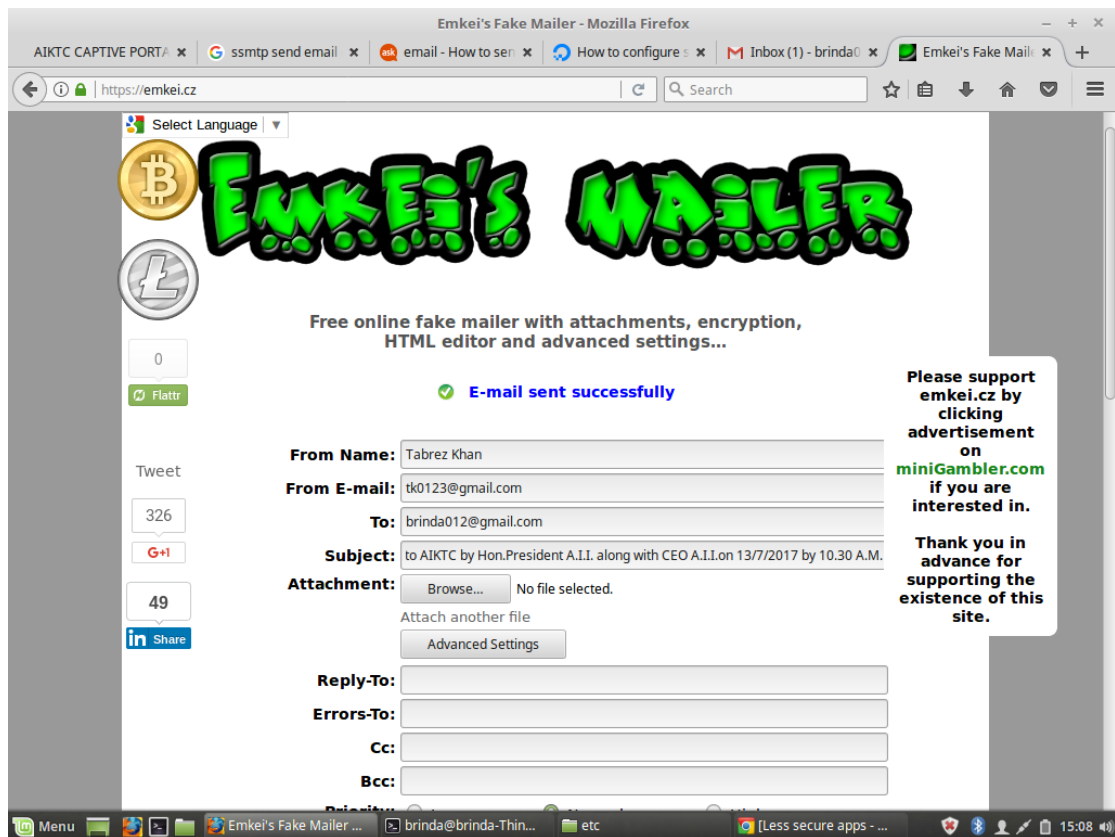 Emkei's Fake Mailer - Mozilla Firefox
AIKTC CAPTIVE PORTA
ssmtp send email
ask
email - How to sen
How to configure s
Inbox (1) - brinda0
Emkei's Fake Maile
https://emkei.cz
Search
Select Language
EMKEI'S MAILER
Free online fake mailer with attachments, encryption,
HTML editor and advanced settings…
E-mail sent successfully
0
Flattr
Tweet
326
G+1
49
in Share
From Name: Tabrez Khan
From E-mail: tk0123@gmail.com
To: brinda012@gmail.com
Subject: to AIKTC by Hon.President A.I.I. along with CEO A.I.I.on 13/7/2017 by 10.30 A.M.
Attachment: Browse... No file selected.
Attach another file
Advanced Settings
Reply-To:
Errors-To:
Cc:
Bcc:
Please support
emkei.cz by
clicking
advertisement
on
miniGambler.com
if you are
interested in.
Thank you in
advance for
supporting the
existence of this
site.
Menu
Emkei's Fake Mailer ...
brinda@brinda-Thin...
etc
[Less secure apps - ...
15:08